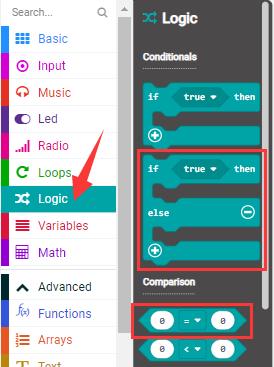 Search...
Basic
Input
Music
Led
Radio
Loops
Logic
Variables
Math
Advanced
Functions
Arrays
Text
Logic
Conditionals
if true then
if true then
else
Comparison
0 = 0
0 < 0